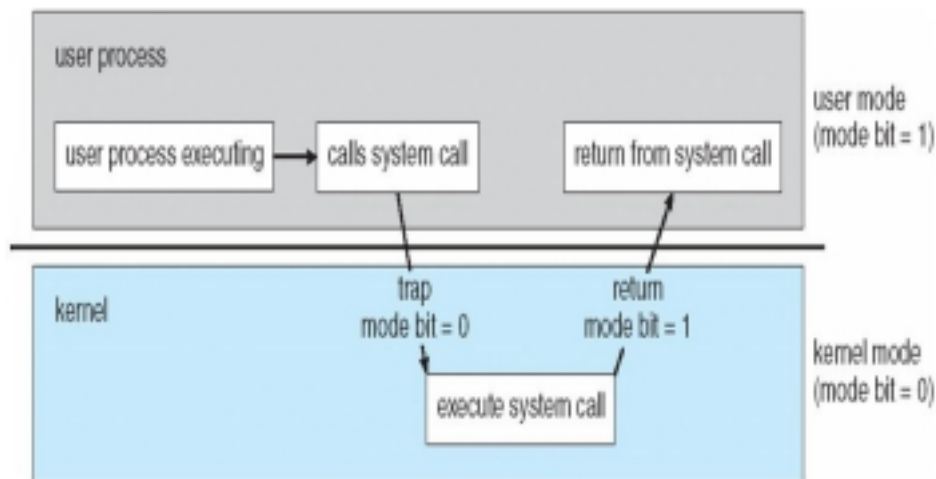 user process
user process executing
calls system call
return from system call
user mode
(mode bit = 1)
trap
mode bit = 0
return
mode bit = 1
kernel
execute system call
kernel mode
(mode bit = 0)